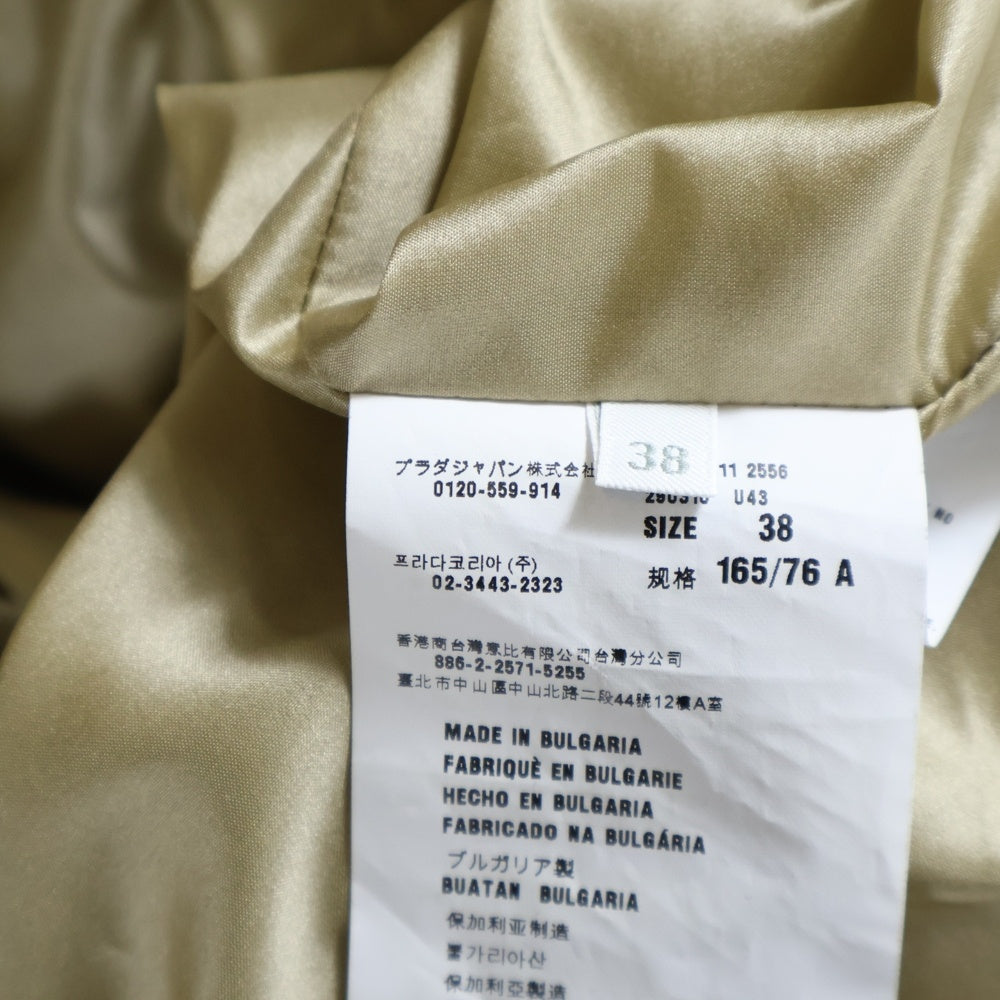 38
プラダジャパン株式会社
0120-559-914
11 2556
U43
SIZE 38
프라다코리아 (주)
02-3443-2323
规格 165/76 A
香港商台灣意比有限公司台灣分公司
886-2-2571-5255
臺北市中山區中山北路二段44號12樓A室
MADE IN BULGARIA
FABRIQUÈ EN BULGARIE
HECHO EN BULGARIA
FABRICADO NA BULGÁRIA
ブルガリア製
BUATAN BULGARIA
保加利亚制造
불가리아산
保加利亞製造